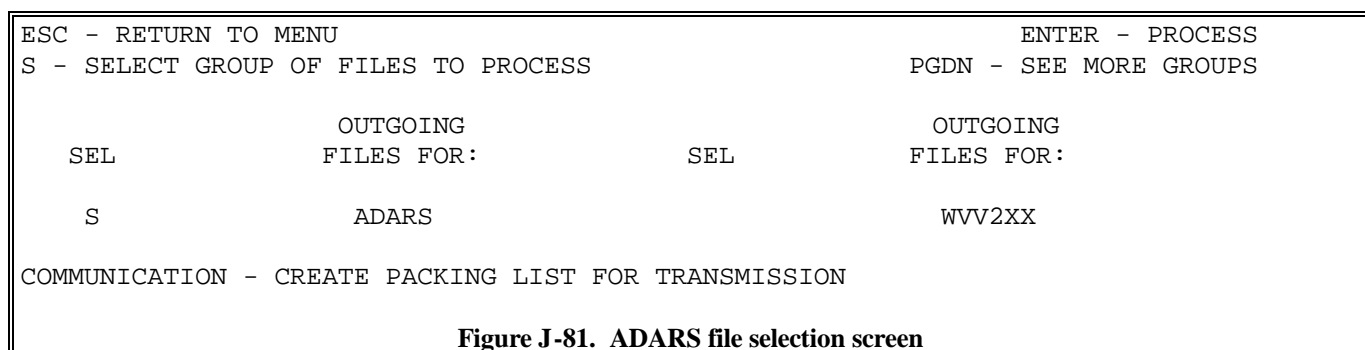 ESC - RETURN TO MENU ENTER - PROCESS
S - SELECT GROUP OF FILES TO PROCESS PGDN - SEE MORE GROUPS
OUTGOING OUTGOING
SEL FILES FOR: SEL FILES FOR:
S ADARS WVV2XX
COMMUNICATION - CREATE PACKING LIST FOR TRANSMISSION
Figure J-81. ADARS file selection screen